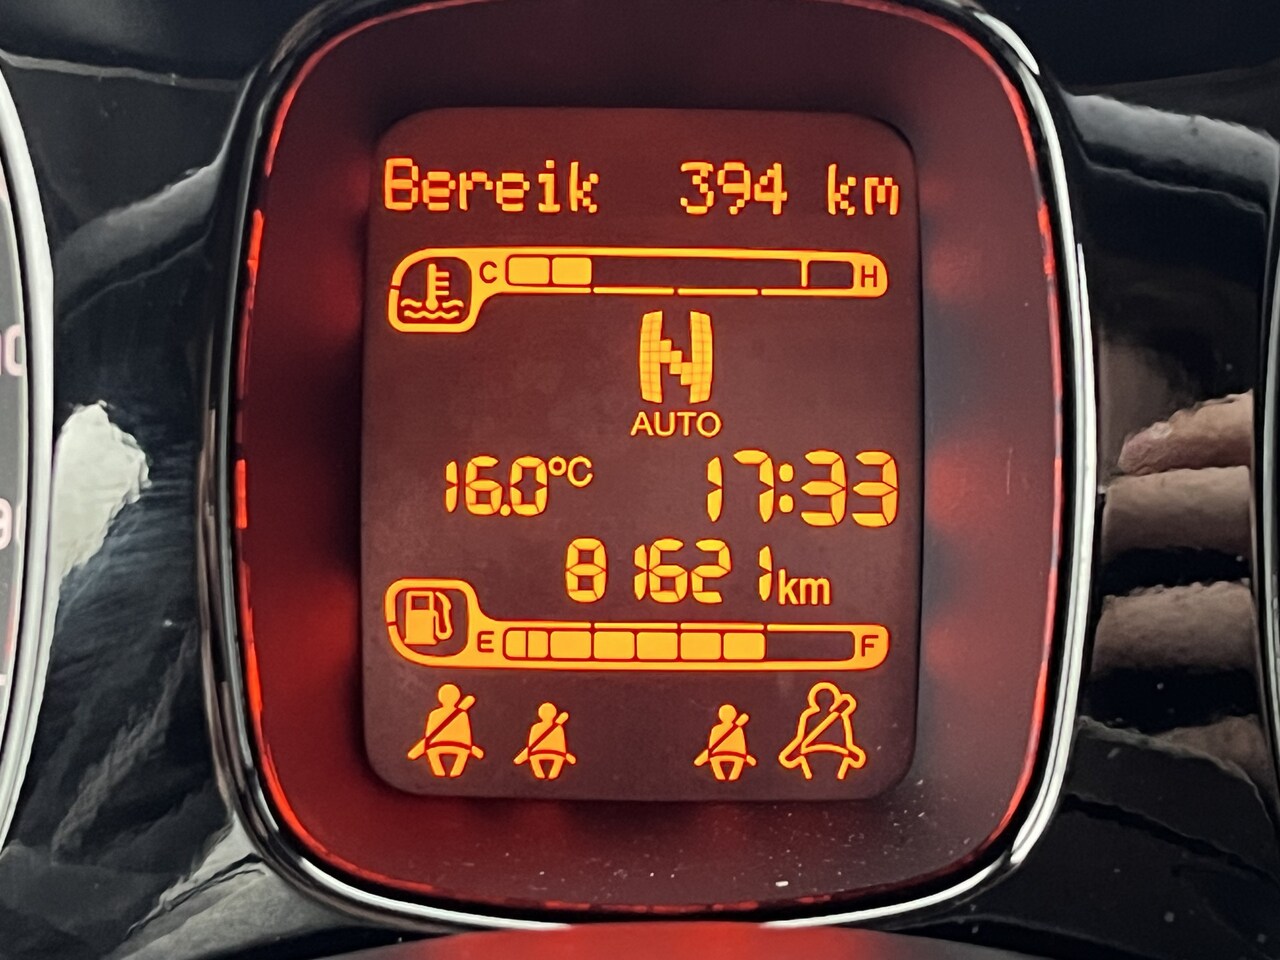 Bereik 394 km
C H
N
AUTO
16.0°C 17:33
81621 km
E F